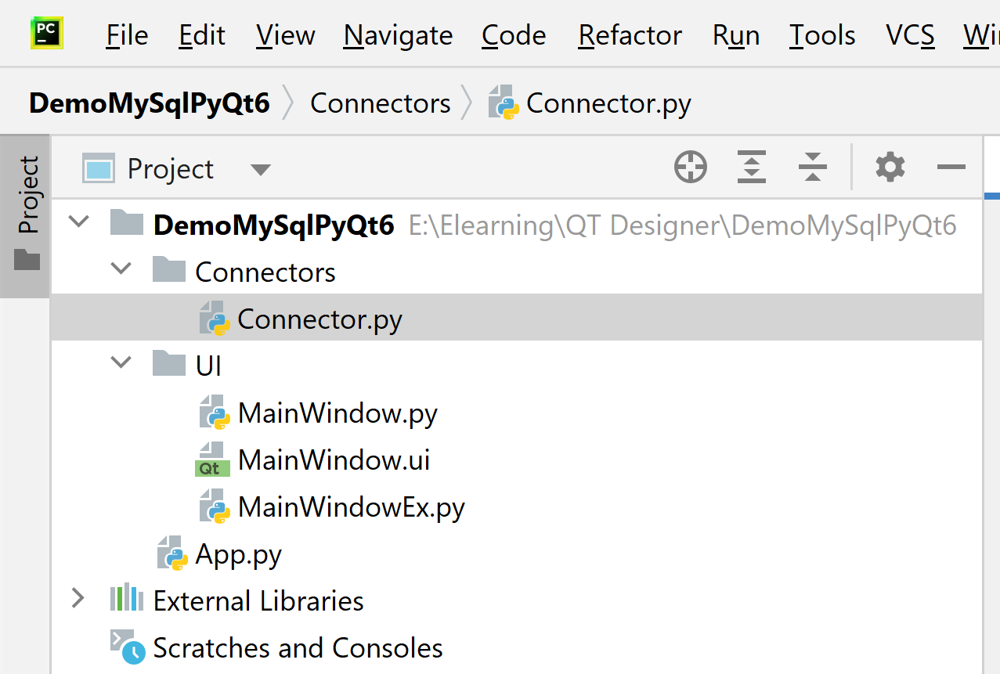 PC File Edit View Navigate Code Refactor Run Tools VCS
DemoMySqlPyQt6 Connectors Connector.py
Project
Project
DemoMySqlPyQt6 E:\Elearning\QT Designer\DemoMySqlPyQt6
Connectors
Connector.py
UI
MainWindow.py
Qt MainWindow.ui
MainWindowEx.py
App.py
External Libraries
Scratches and Consoles